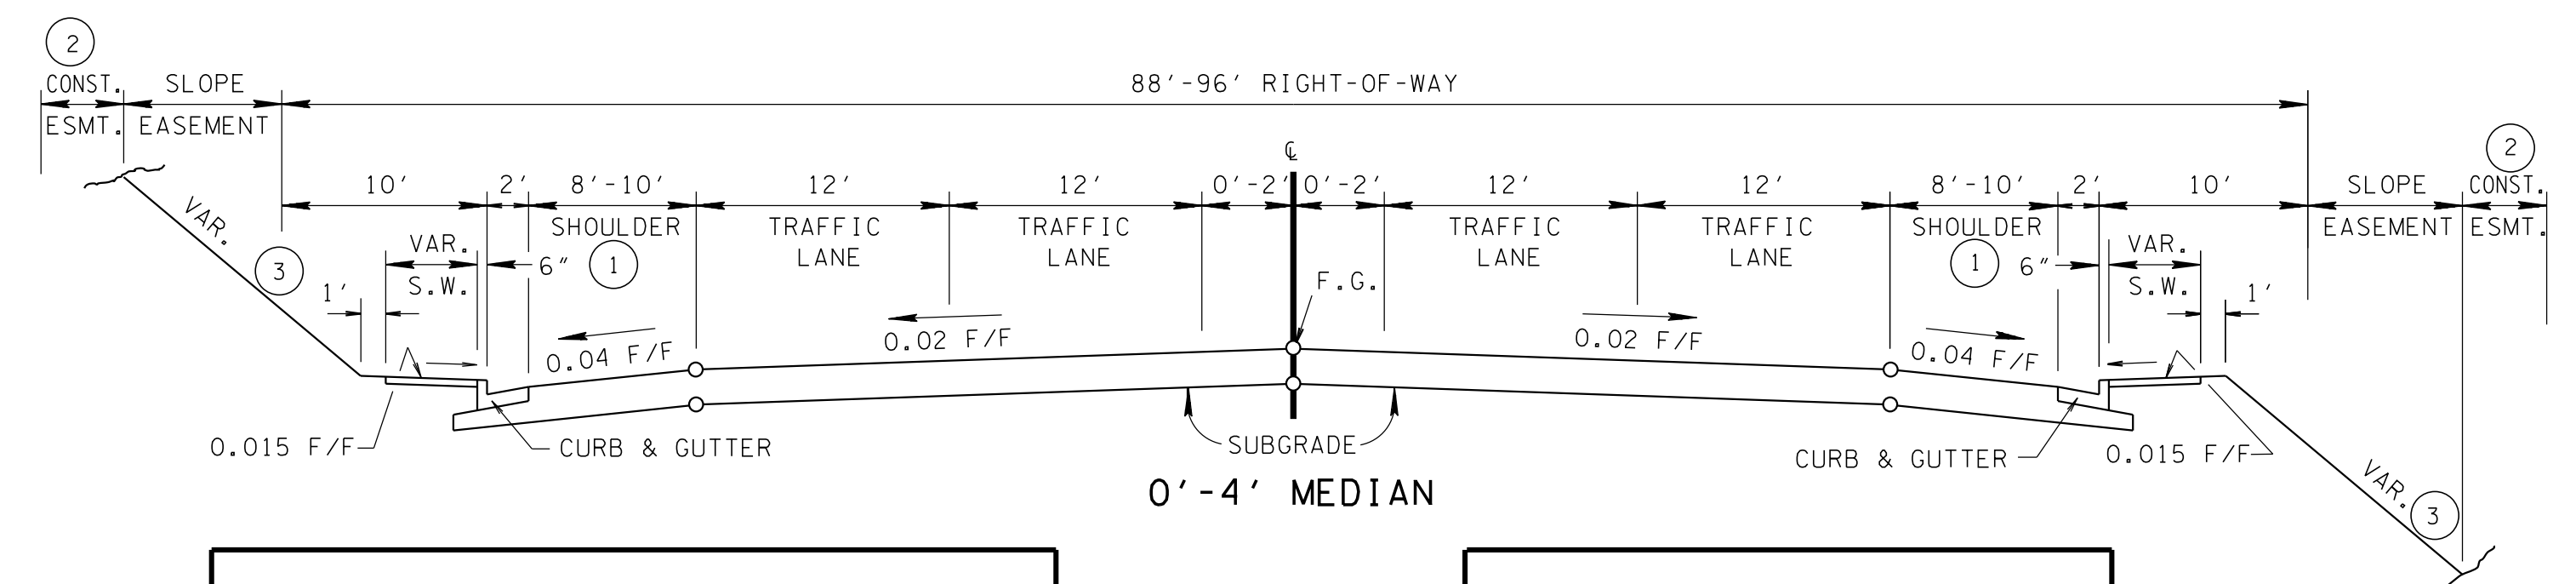 2
CONST. SLOPE
88'-96' RIGHT-OF-WAY
ESMT. EASEMENT
2
℄
10' 2' 8'-10' 12' 12' 0'-2' 0'-2' 12' 12' 8'-10' 2' 10' SLOPE CONST.
SHOULDER TRAFFIC LANE TRAFFIC LANE TRAFFIC LANE TRAFFIC LANE SHOULDER EASEMENT ESMT.
VAR. VAR. VAR.
3 6" 1 F.G. 1 6"
1' S.W. S.W. 1'
0.04 F/F 0.02 F/F 0.02 F/F 0.04 F/F
0.015 F/F CURB & GUTTER SUBGRADE CURB & GUTTER 0.015 F/F
VAR.
3
0'-4' MEDIAN